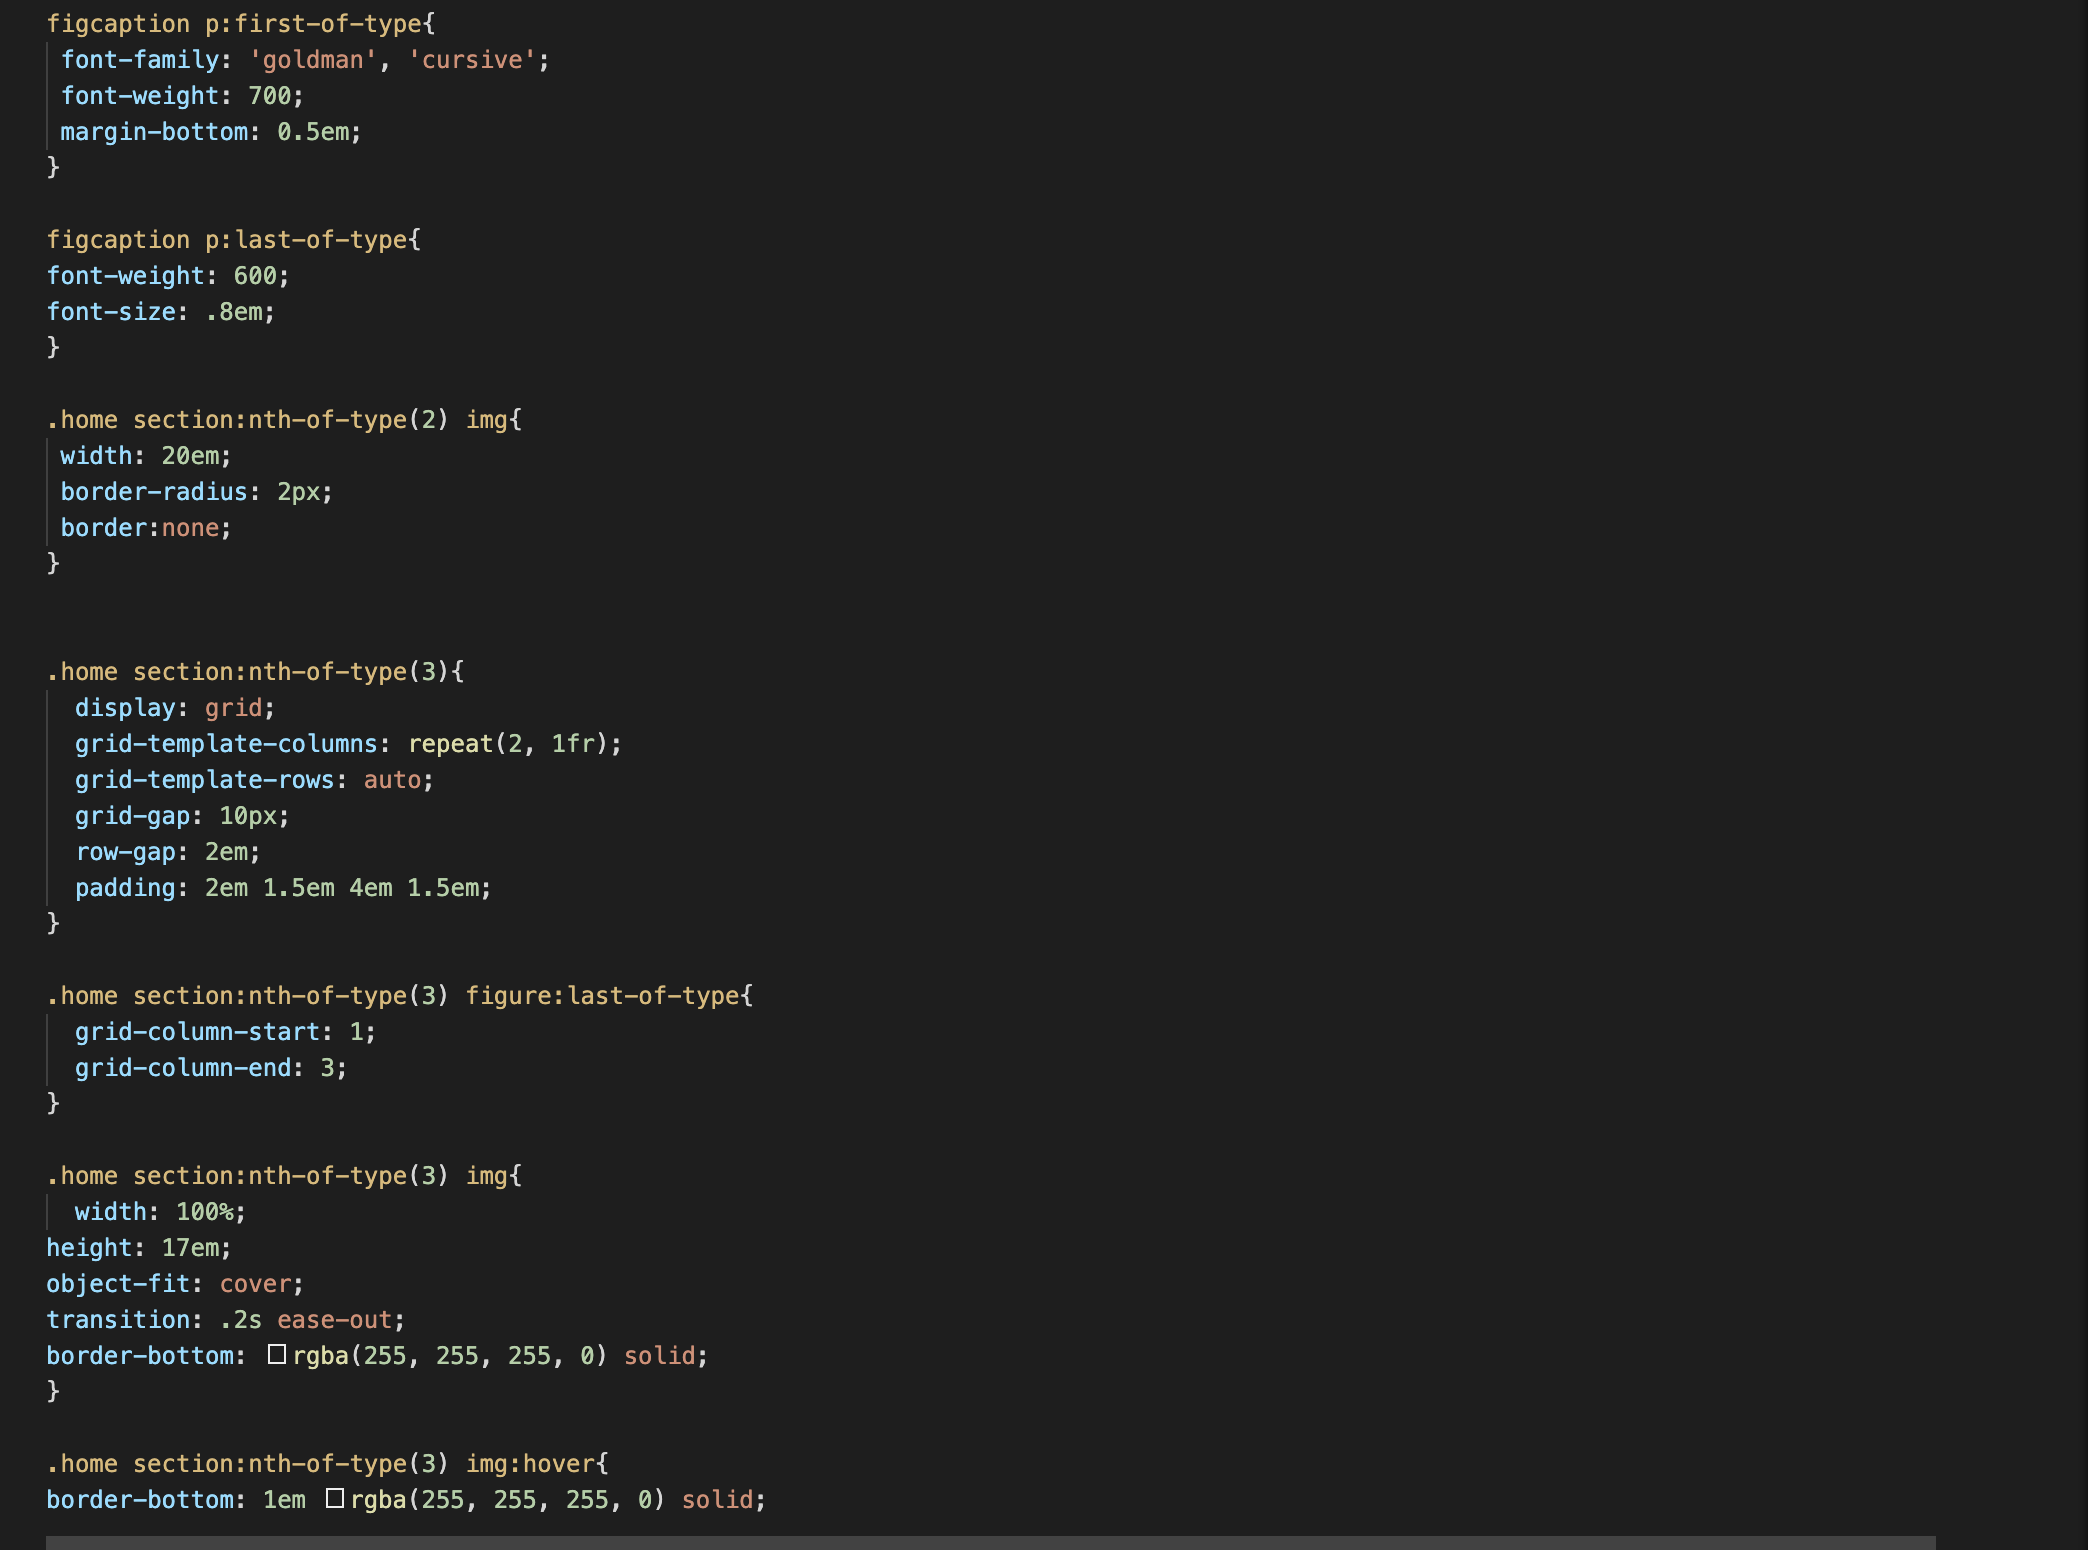 figcaption p:first-of-type{
font-family: 'goldman', 'cursive';
font-weight: 700;
margin-bottom: 0.5em;
}
figcaption p:last-of-type{
font-weight: 600;
font-size: .8em;
}
.home section:nth-of-type(2) img{
width: 20em;
border-radius: 2px;
border:none;
}
.home section:nth-of-type(3){
display: grid;
grid-template-columns: repeat(2, 1fr);
grid-template-rows: auto;
grid-gap: 10px;
row-gap: 2em;
padding: 2em 1.5em 4em 1.5em;
}
.home section:nth-of-type(3) figure:last-of-type{
grid-column-start: 1;
grid-column-end: 3;
}
.home section:nth-of-type(3) img{
width: 100%;
height: 17em;
object-fit: cover;
transition: .2s ease-out;
border-bottom: rgba(255, 255, 255, 0) solid;
}
.home section:nth-of-type(3) img:hover{
border-bottom: 1em rgba(255, 255, 255, 0) solid;